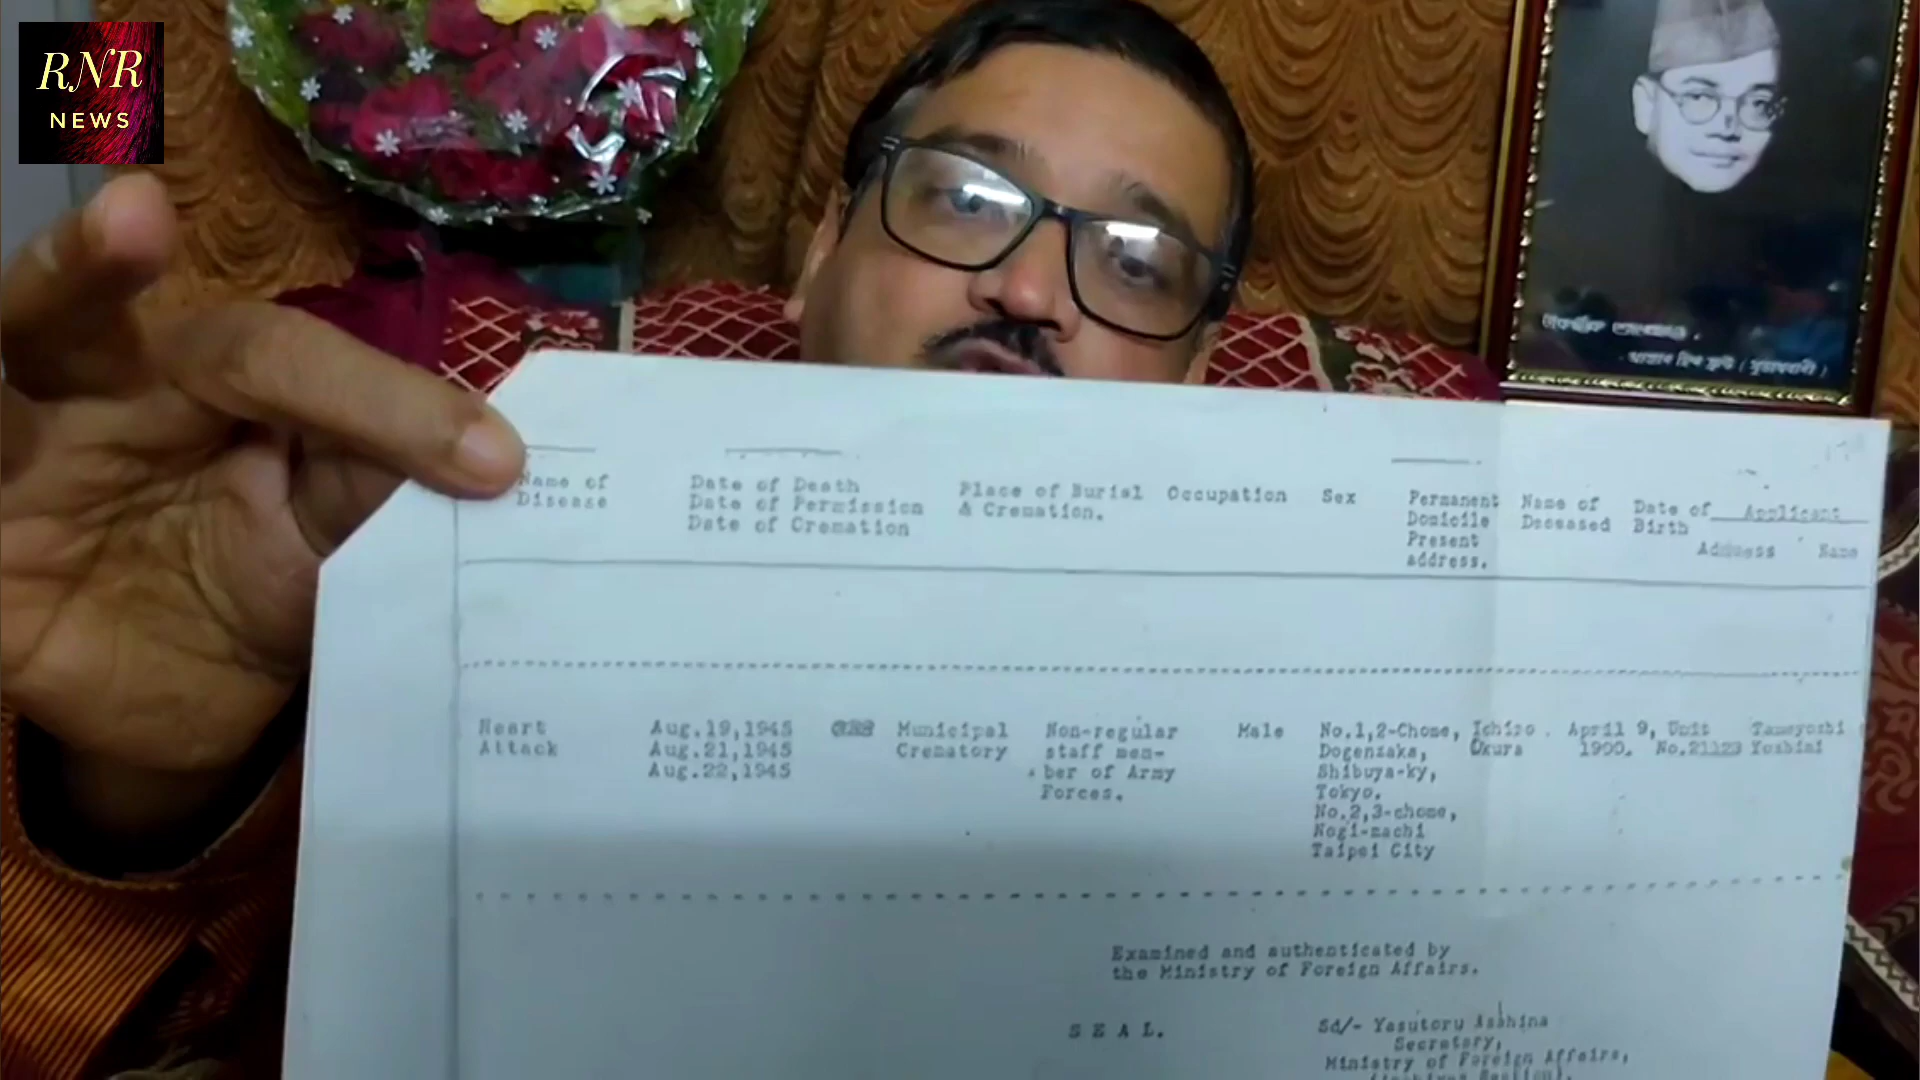 RNR
NEWS
Name of
Disease
Date of Death
Date of Permission
Date of Cremation
Place of Burial
& Cremation.
Occupation
Sex
Permanent
Domicile
Present
address.
Name of
Deceased
Date of
Birth
Applicant
Address Name
Heart
Attack
Aug.19,1945
Aug.21,1945
Aug.22,1945
Municipal
Crematory
Non-regular
staff mem-
ber of Army
Forces.
Male
No.1,2-Chome,
Dogenzaka,
Shibuya-ky,
Tokyo.
No.2,3-chome,
Nogi-machi
Taipei City
Ichiro
Okura
April 9,
1900.
Unit
No.21123
Tameyoshi
Yoshimi
Examined and authenticated by
the Ministry of Foreign Affairs.
S E A L.
Sd/- Yasutoru Asahina
Secretary,
Ministry of Foreign Affairs,